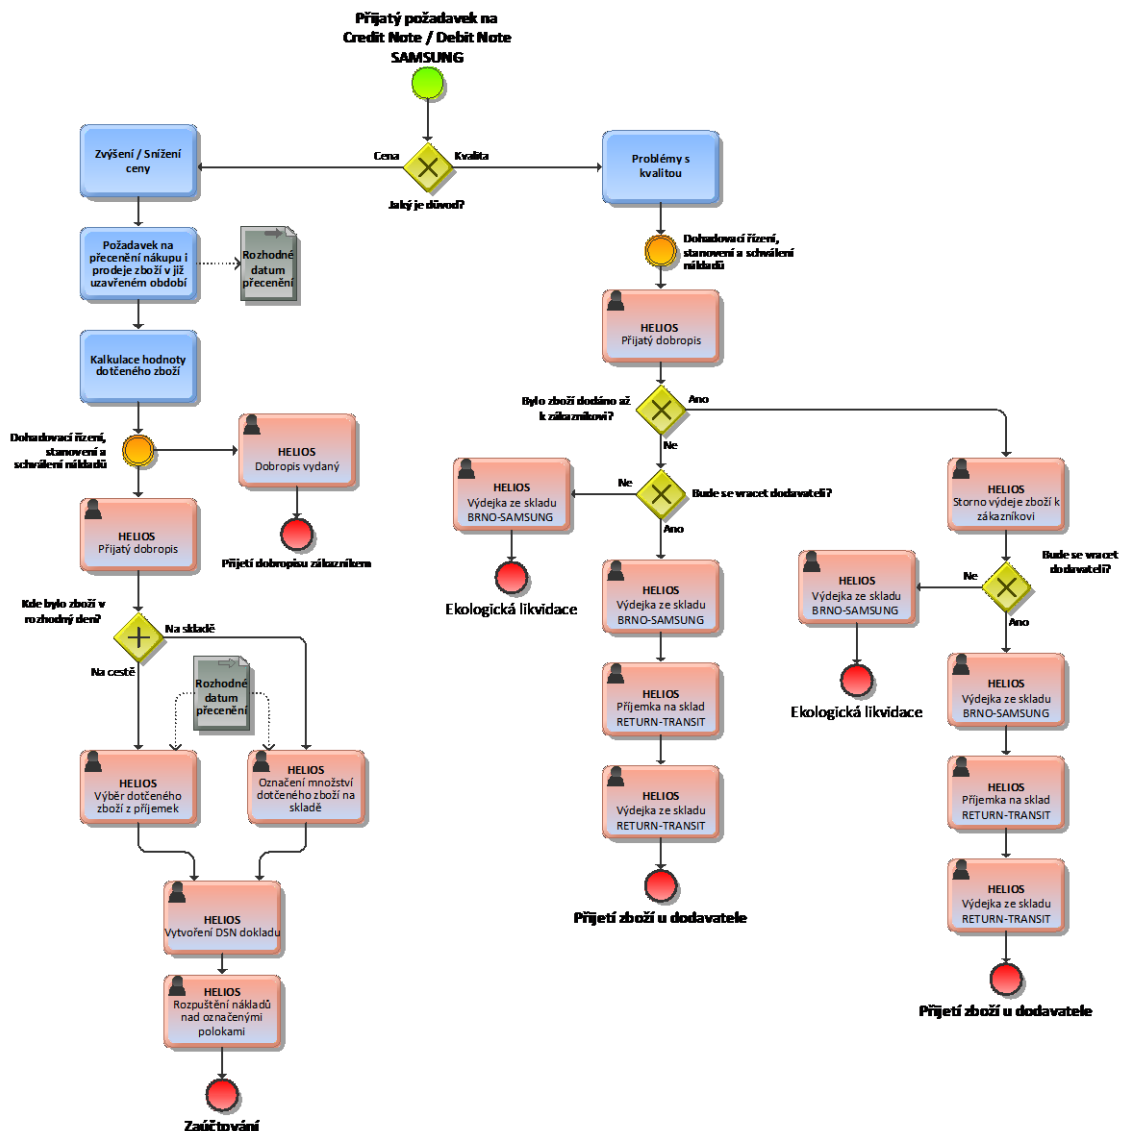 Přijatý požadavek na
Credit Note / Debit Note
SAMSUNG
Cena
Kvalita
Jaký je důvod?
Zvýšení / Snížení
ceny
Problémy s
kvalitou
Požadavek na
přecenění nákupu i
prodeje zboží v již
uzavřeném období
Rozhodné
datum
přecenění
Dohadovací řízení,
stanovení a schválení
nákladů
HELIOS
Přijatý dobropis
Kalkulace hodnoty
dotčeného zboží
Bylo zboží dodáno až
k zákazníkovi?
Ano
Ne
Dohadovací řízení,
stanovení a
schválení nákladů
HELIOS
Dobropis vydaný
Přijetí dobropisu zákazníkem
HELIOS
Výdejka ze skladu
BRNO-SAMSUNG
Ne
Bude se wracet dodavateli?
Ano
Ekologická likvidace
HELIOS
Storno výdeje zboží k
zákazníkovi
HELIOS
Přijatý dobropis
Bude se wracet
dodavateli?
Ne
Ano
HELIOS
Výdejka ze skladu
BRNO-SAMSUNG
Ekologická likvidace
HELIOS
Výdejka ze skladu
BRNO-SAMSUNG
Kde bylo zboží v
rozhodný den?
Na skladě
Na cestě
Rozhodné
datum
přecenění
HELIOS
Příjemka na sklad
RETURN-TRANSIT
HELIOS
Výdejka ze skladu
BRNO-SAMSUNG
HELIOS
Výběr dotčeného
zboží z příjemek
HELIOS
Označení množství
dotčeného zboží na
skladě
HELIOS
Výdejka ze skladu
RETURN-TRANSIT
HELIOS
Příjemka na sklad
RETURN-TRANSIT
Přijetí zboží u dodavatele
HELIOS
Vytvoření DSN dokladu
HELIOS
Výdejka ze skladu
RETURN-TRANSIT
Přijetí zboží u dodavatele
HELIOS
Rozpuštění nákladů
nad označenými
polokami
Zaúčtování